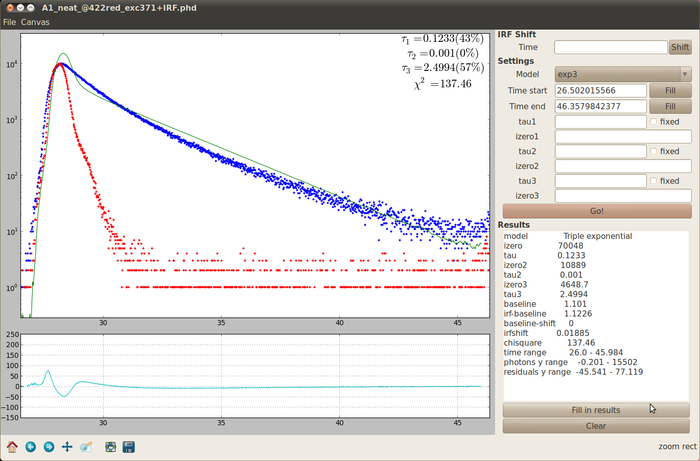 A1_neat_@422red_exc371+IRF.phd
File Canvas
τ1 =0.1233(43%)
τ2 =0.001(0%)
τ3 =2.4994(57%)
χ2 =137.46
10^4
10^3
10^2
10^1
10^0
30 35 40 45
250
200
150
100
50
0
−50
−100
−150
30 35 40 45
IRF Shift
Time Shift
Settings
Model exp3
Time start 26.502015566 Fill
Time end 46.3579842377 Fill
tau1 fixed
izero1
tau2 fixed
izero2
tau3 fixed
izero3
Go!
Results
model Triple exponential
izero 70048
tau 0.1233
izero2 10889
tau2 0.001
izero3 4648.7
tau3 2.4994
baseline 1.101
irf-baseline 1.1226
baseline-shift 0
irfshift 0.01885
chisquare 137.46
time range 26.0 - 45.984
photons y range -0.201 - 15502
residuals y range -45.541 - 77.119
Fill in results
Clear
zoom rect